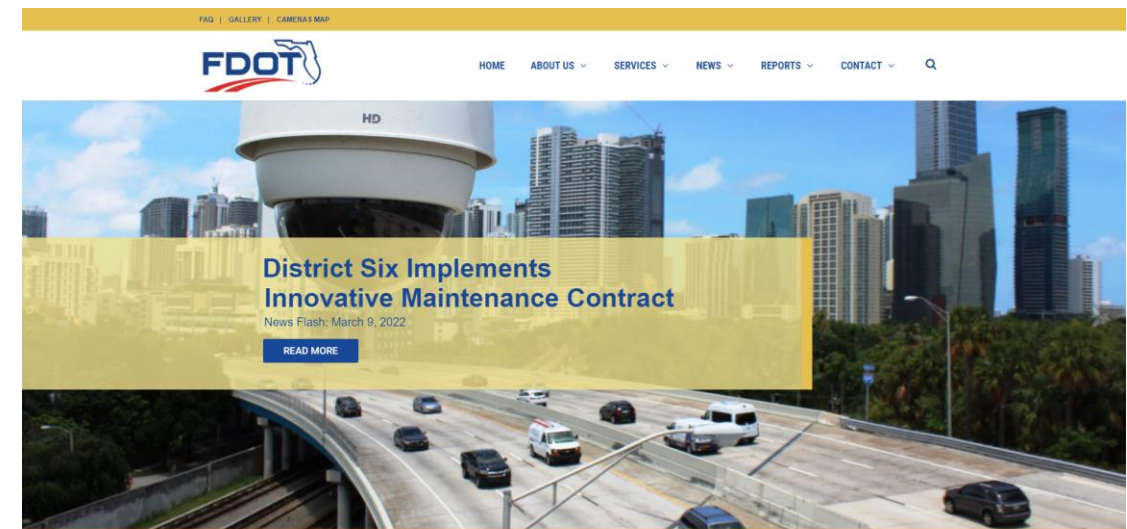 FAQ | GALLERY | CAMERAS MAP
FDOT
HOME ABOUT US SERVICES NEWS REPORTS CONTACT
HD
District Six Implements
Innovative Maintenance Contract
News Flash: March 9, 2022
READ MORE